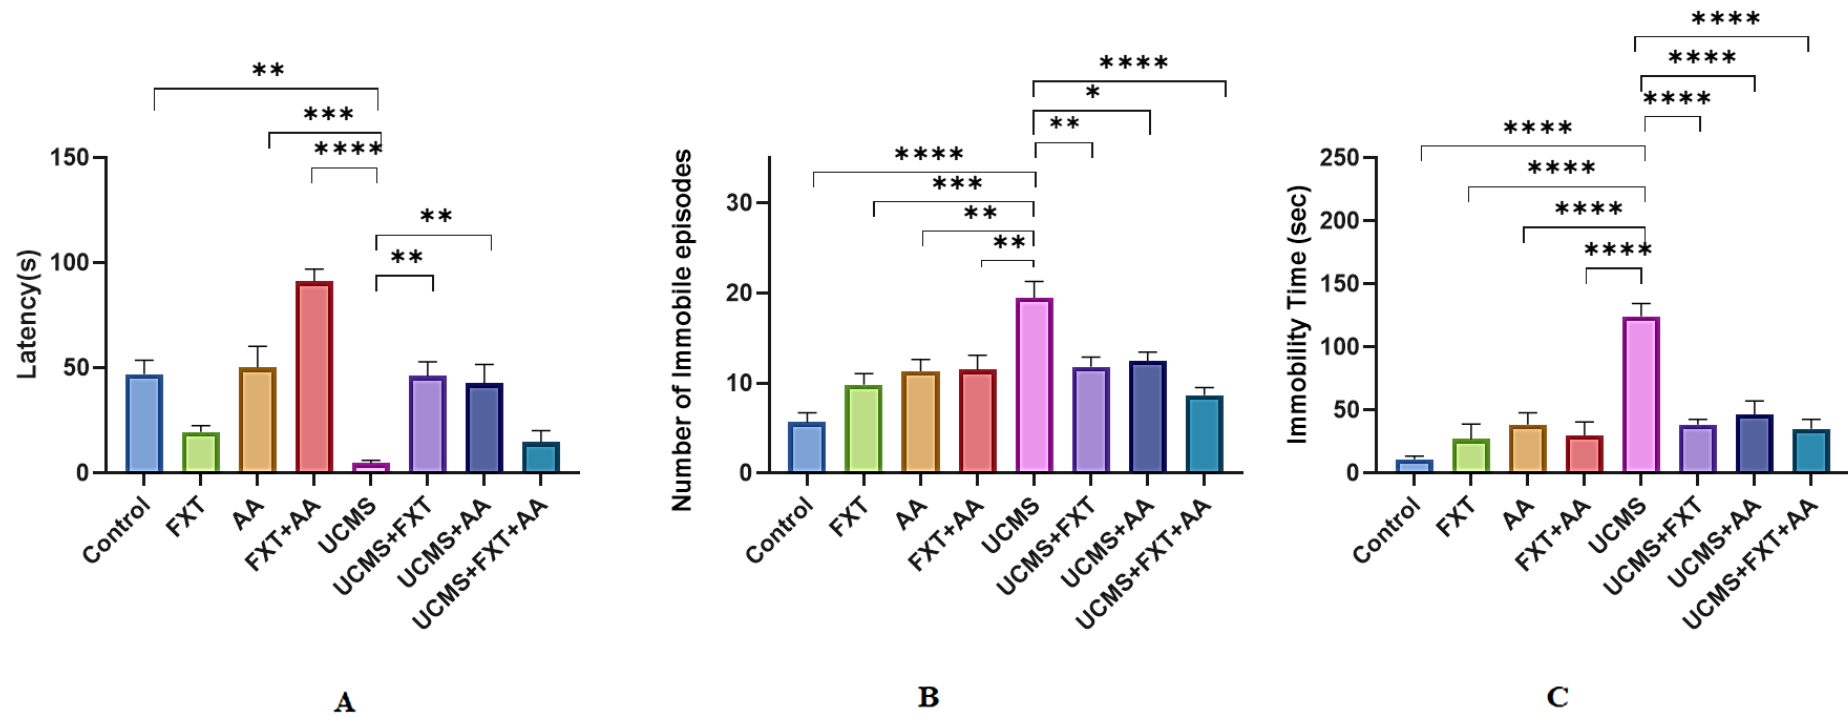 **
***
****
**
**
150
100
50
0
Latency(s)
Control
FXT
AA
FXT+AA
UCMS
UCMS+FXT
UCMS+AA
UCMS+FXT+AA
A
****
*
**
****
***
**
**
30
20
10
0
Number of Immobile episodes
Control
FXT
AA
FXT+AA
UCMS
UCMS+FXT
UCMS+AA
UCMS+FXT+AA
B
****
****
****
****
****
****
****
250
200
150
100
50
0
Immobility Time (sec)
Control
FXT
AA
FXT+AA
UCMS
UCMS+FXT
UCMS+AA
UCMS+FXT+AA
C